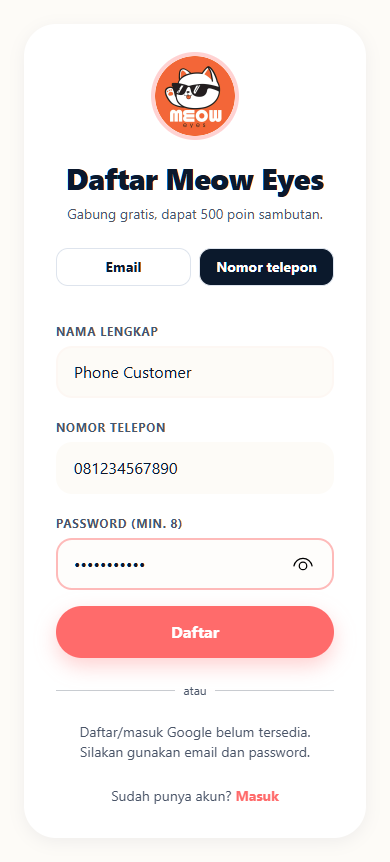 MEOW
eyes
Daftar Meow Eyes
Gabung gratis, dapat 500 poin sambutan.
Email
Nomor telepon
NAMA LENGKAP
Phone Customer
NOMOR TELEPON
081234567890
PASSWORD (MIN. 8)
•••••••••••
Daftar
atau
Daftar/masuk Google belum tersedia.
Silakan gunakan email dan password.
Sudah punya akun? Masuk